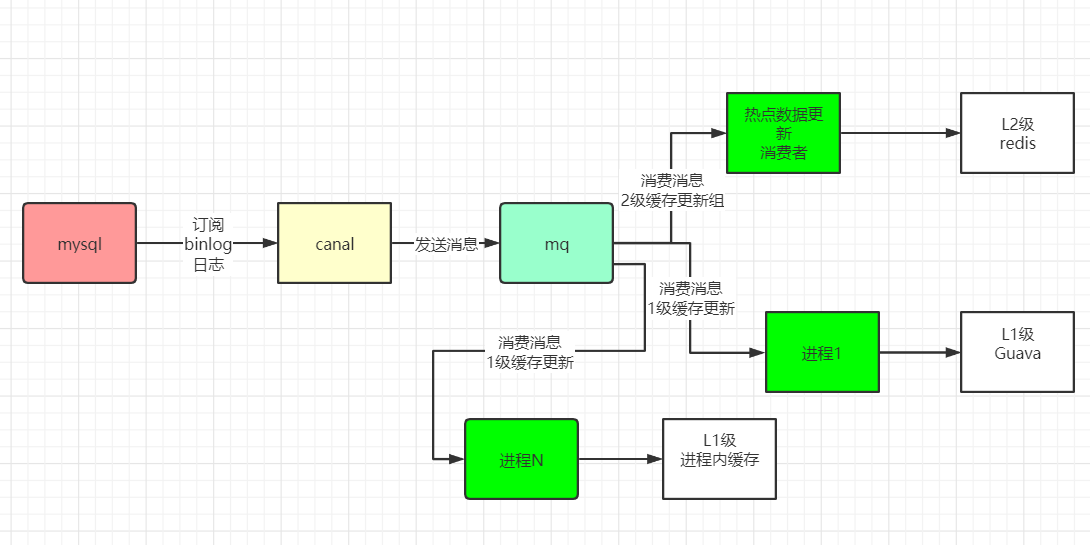 热点数据更
新
消费者
L2级
redis
消费消息
2级缓存更新组
mysql
订阅
binlog
日志
canal
发送消息
mq
消费消息
1级缓存更新
进程1
L1级
Guava
消费消息
1级缓存更新
进程N
L1级
进程内缓存